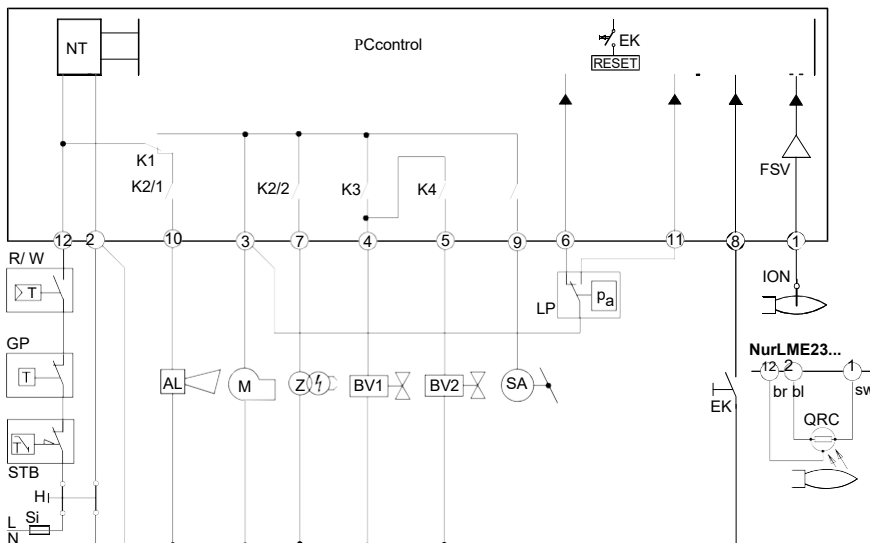 NT
PCcontrol
EK
RESET
K1
K2/1
K2/2
K3
K4
FSV
12 2 10 3 7 4 5 9 6 11 8 1
R/ W
T
LP
pa
ION
GP
T
AL
M
Z
BV1
BV2
SA
EK
NurLME23...
12 2 1
br bl sw
QRC
T
STB
H
L Si
N